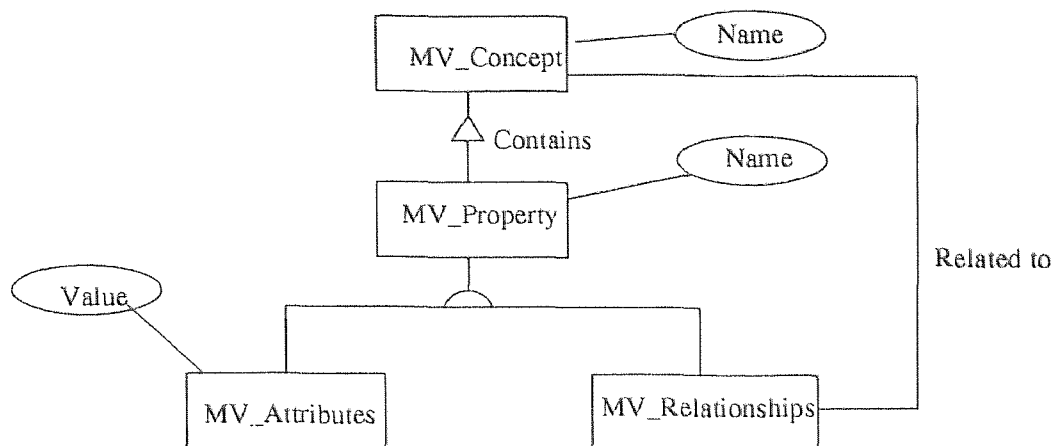 Name
MV_Concept
Contains
Name
MV_Property
Related to
Value
MV_Attributes
MV_Relationships